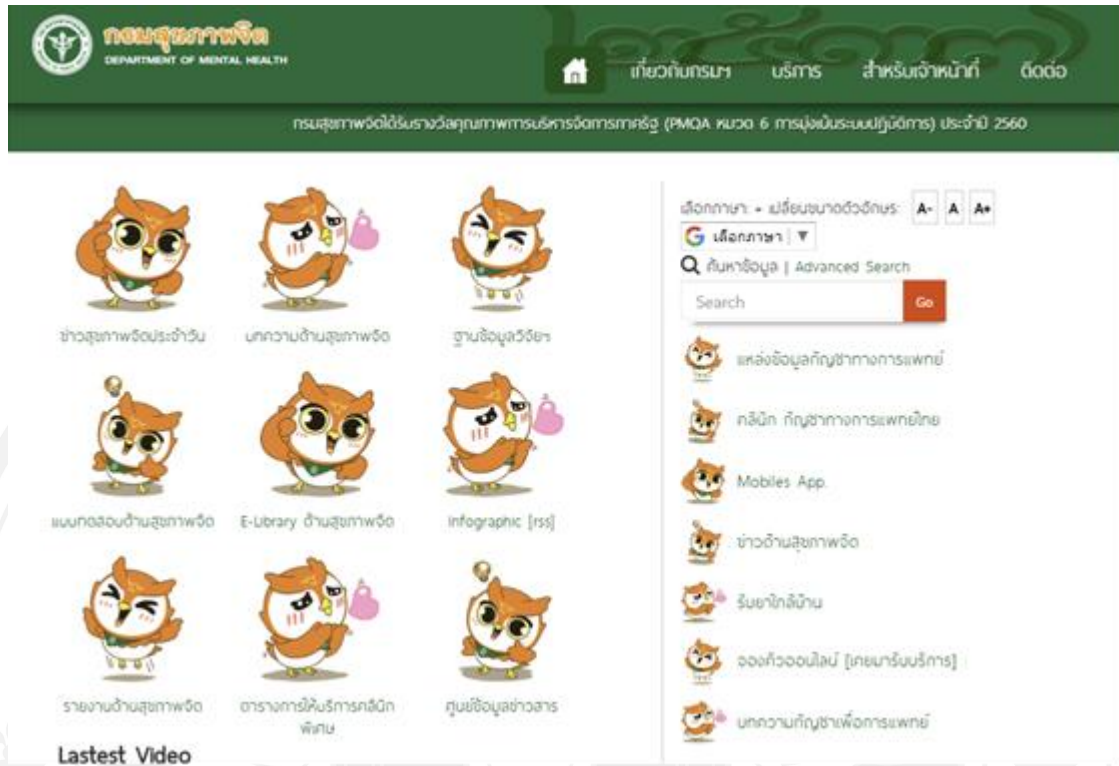 กรมสุขภาพจิต
DEPARTMENT OF MENTAL HEALTH
เกี่ยวกับกรมฯ บริการ สำหรับเจ้าหน้าที่ ติดต่อ
กรมสุขภาพจิตได้รับรางวัลคุณภาพการบริหารจัดการภาครัฐ (PMQA หมวด 6 การมุ่งเน้นระบบปฏิบัติการ) ประจำปี 2560
ข่าวสุขภาพจิตประจำวัน บทความด้านสุขภาพจิต ฐานข้อมูลวิจัยฯ
แบบทดสอบด้านสุขภาพจิต E-Library ด้านสุขภาพจิต Infographic [rss]
รายงานด้านสุขภาพจิต ตารางการให้บริการคลินิก ศูนย์ข้อมูลข่าวสาร
พิเศษ
Lastest Video
เลือกภาษา: - เปลี่ยนขนาดตัวอักษร: A- A A+
G เลือกภาษา | ▼
ค้นหาข้อมูล | Advanced Search
Search Go
แหล่งข้อมูลกัญชาทางการแพทย์
คลินิก กัญชาทางการแพทย์ไทย
Mobiles App.
ข่าวด้านสุขภาพจิต
รับยาใกล้บ้าน
จองคิวออนไลน์ [เคยมารับบริการ]
บทความกัญชาเพื่อการแพทย์